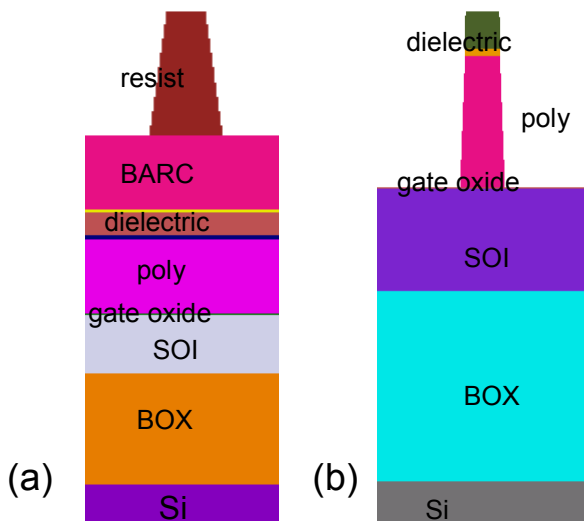 resist
BARC
dielectric
poly
gate oxide
SOI
BOX
Si
(a)
dielectric
poly
gate oxide
SOI
BOX
Si
(b)